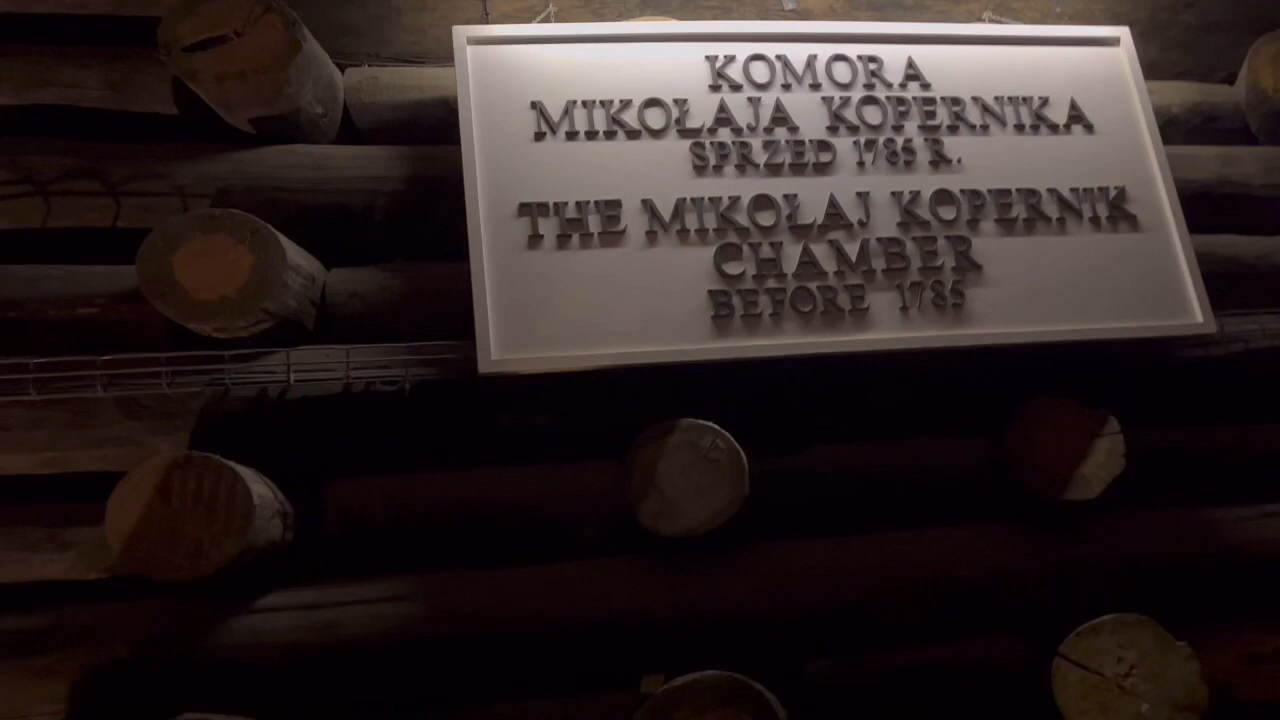 KOMORA
MIKOŁAJA KOPERNIKA
SPRZED 1785 R.
THE MIKOŁAJ KOPERNIK
CHAMBER
BEFORE 1785